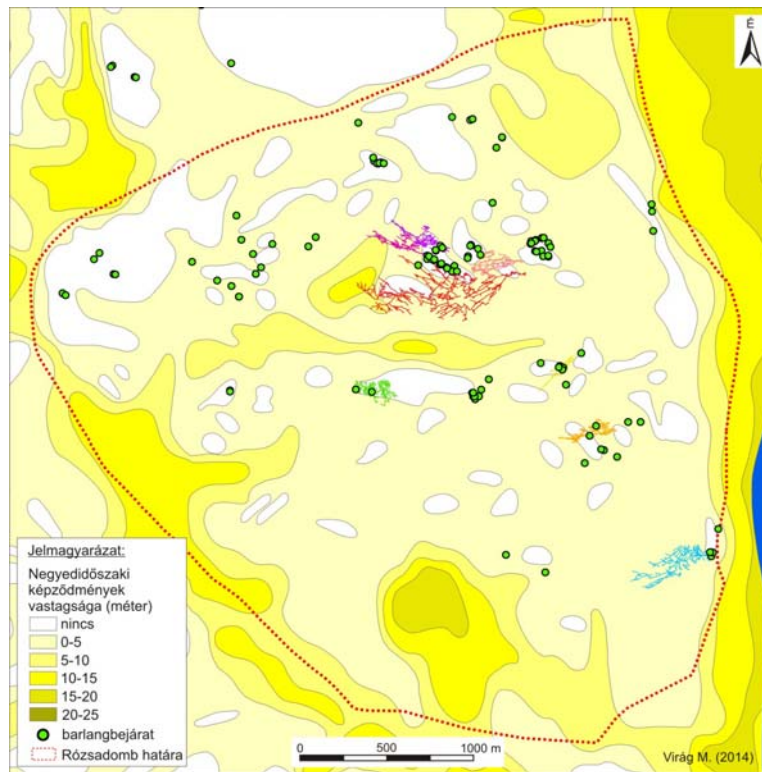 É
Jelmagyarázat:
Negyedidőszaki
képződmények
vastagsága (méter)
nincs
0-5
5-10
10-15
15-20
20-25
barlangbejárat
Rózsadomb határa
0 500 1000 m
Virág M. (2014)